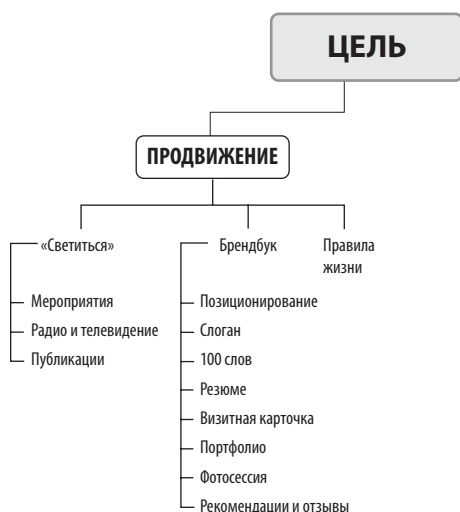 ЦЕЛЬ
ПРОДВИЖЕНИЕ
«Светиться»
Мероприятия
Радио и телевидение
Публикации
Брендбук
Позиционирование
Слоган
100 слов
Резюме
Визитная карточка
Портфолио
Фотосессия
Рекомендации и отзывы
Правила
жизни